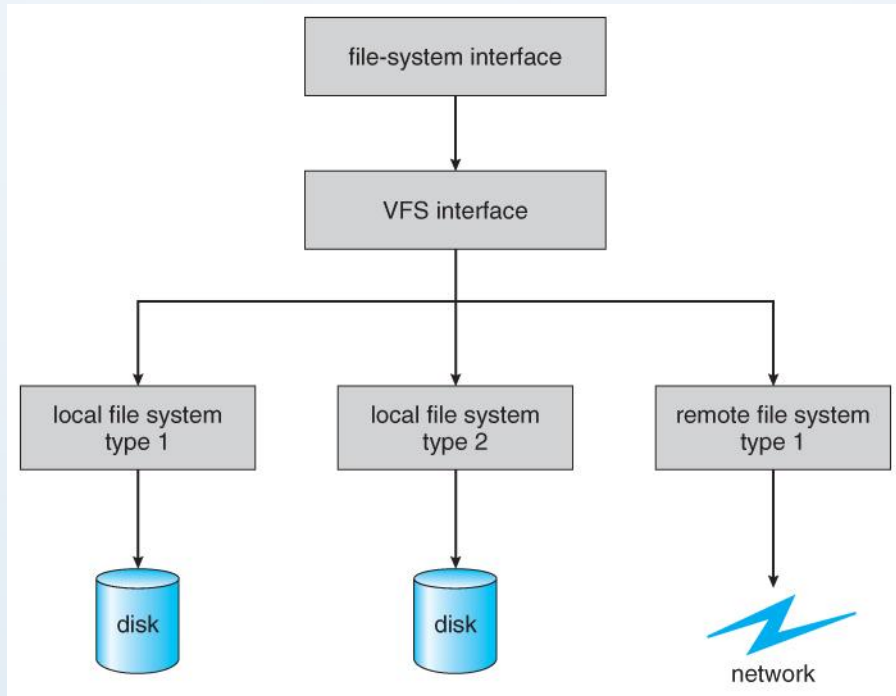 file-system interface
VFS interface
local file system
type 1
local file system
type 2
remote file system
type 1
disk
disk
network